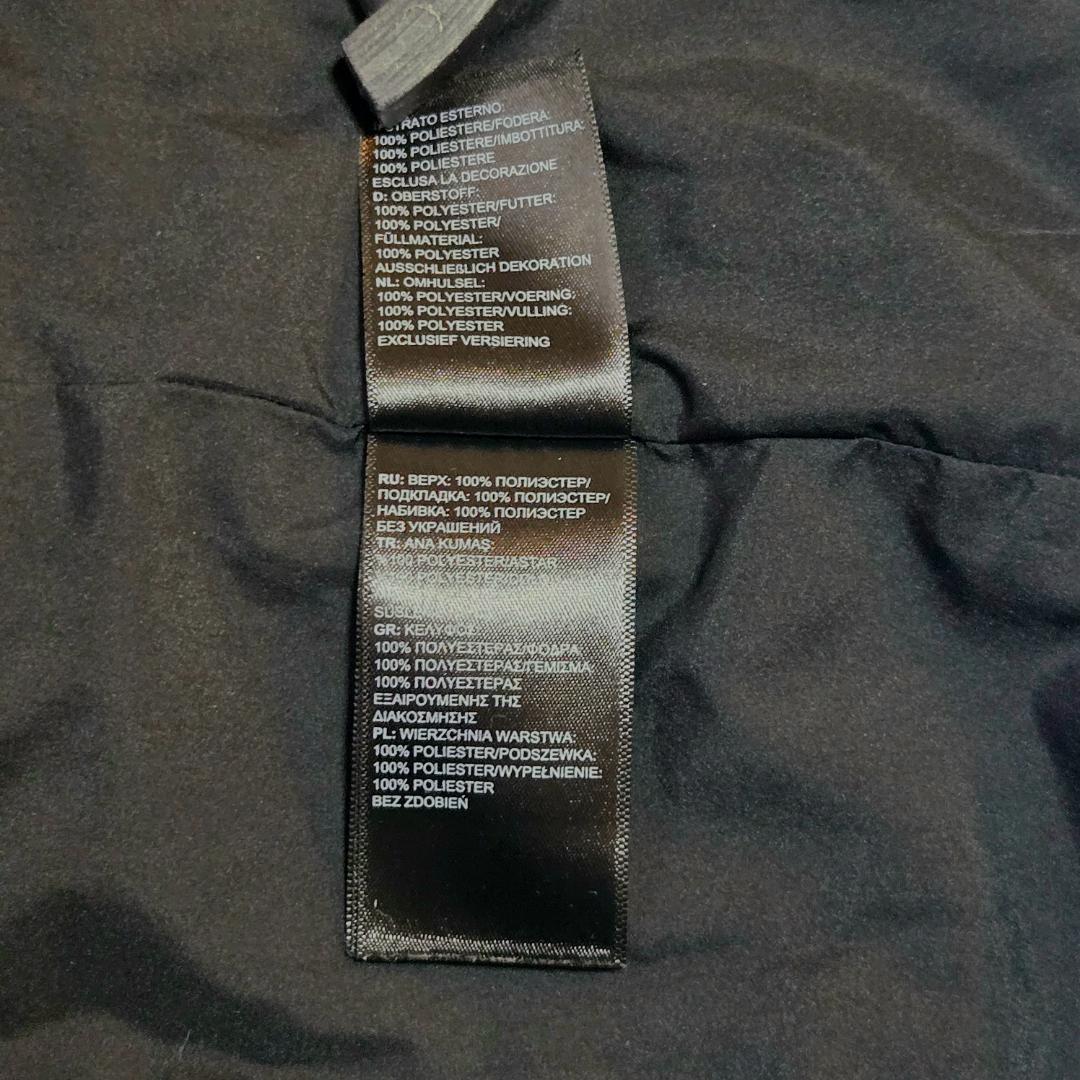 ESTERNO:
100% POLIESTERE/FODERA:
100% POLIESTERE/IMBOTTITURA:
100% POLIESTERE
ESCLUSA LA DECORAZIONE
D: OBERSTOFF:
100% POLYESTER/FUTTER:
100% POLYESTER/
FÜLLMATERIAL:
100% POLYESTER
AUSSCHLIEßLICH DEKORATION
NL: OMHULSEL:
100% POLYESTER/VOERING:
100% POLYESTER/VULLING:
100% POLYESTER
EXCLUSIEF VERSIERING
RU: ВЕРХ: 100% ПОЛИЭСТЕР/
ПОДКЛАДКА: 100% ПОЛИЭСТЕР/
НАБИВКА: 100% ПОЛИЭСТЕР
БЕЗ УКРАШЕНИЙ
TR: ANA KUMAŞ:
%100 POLYESTER/ASTAR
POLYESTER/
GR: ΚΕΛΥΦΟΣ:
100% ΠΟΛΥΕΣΤΕΡΑΣ/ΦΟΔΡΑ
100% ΠΟΛΥΕΣΤΕΡΑΣ/ΓΕΜΙΣΜΑ
100% ΠΟΛΥΕΣΤΕΡΑΣ
ΕΞΑΙΡΟΥΜΕΝΗΣ ΤΗΣ
ΔΙΑΚΟΣΜΗΣΗΣ
PL: WIERZCHNIA WARSTWA:
100% POLIESTER/PODSZEWKA:
100% POLIESTER/WYPEŁNIENIE:
100% POLIESTER
BEZ ZDOBIEŃ